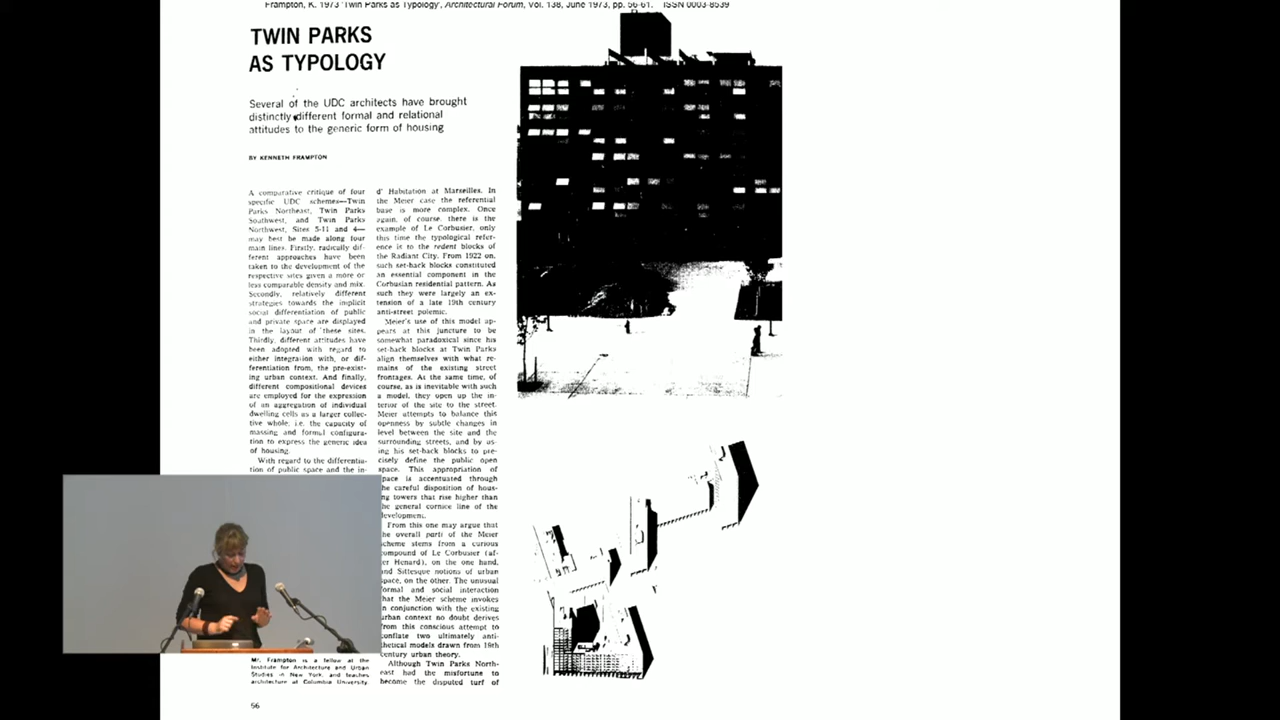 Frampton, K. 1973 'Twin Parks as Typology', Architectural Forum, Vol. 138, June 1973, pp. 56-61. ISSN 0003-8539
TWIN PARKS
AS TYPOLOGY
Several of the UDC architects have brought
distinctly different formal and relational
attitudes to the generic form of housing
BY KENNETH FRAMPTON
A comparative critique of four
specific UDC schemes—Twin
Parks Northeast, Twin Parks
Southwest, and Twin Parks
Northwest, Sites 5-11 and 4—
may best be made along four
main lines. Firstly, radically dif-
ferent approaches have been
taken to the development of the
respective sites given a more or
less comparable density and mix.
Secondly, relatively different
strategies towards the implicit
social differentiation of public
and private space are displayed
in the layout of these sites.
Thirdly, different attitudes have
been adopted with regard to
either integration with, or dif-
ferentiation from, the pre-exist-
ing urban context. And finally,
different compositional devices
are employed for the expression
of an aggregation of individual
dwelling cells as a larger collec-
tive whole, i.e. the capacity of
massing and formal configura-
tion to express the generic idea
of housing.
With regard to the differentia-
tion of public space and the in-
Mr. Frampton is a fellow at the
Institute for Architecture and Urban
Studies in New York, and teaches
architecture at Columbia University.
56
d' Habitation at Marseilles. In
the Meier case the referential
base is more complex. Once
again, of course, there is the
example of Le Corbusier, only
this time the typological refer-
ence is to the redent blocks of
the Radiant City. From 1922 on,
such set-back blocks constituted
an essential component in the
Corbusian residential pattern. As
such they were largely an ex-
tension of a late 19th century
anti-street polemic.
Meier's use of this model ap-
pears at this juncture to be
somewhat paradoxical since his
set-back blocks at Twin Parks
align themselves with what re-
mains of the existing street
frontages. At the same time, of
course, as is inevitable with such
a model, they open up the in-
terior of the site to the street.
Meier attempts to balance this
openness by subtle changes in
level between the site and the
surrounding streets, and by us-
ing his set-back blocks to pre-
cisely define the public open
space. This appropriation of
space is accentuated through
the careful disposition of hous-
ng towers that rise higher than
he general cornice line of the
development.
From this one may argue that
he overall parti of the Meier
cheme stems from a curious
ompound of Le Corbusier (af-
er Henard), on the one hand,
nd Sittesque notions of urban
pace, on the other. The unusual
ormal and social interaction
hat the Meier scheme invokes
n conjunction with the existing
rban context no doubt derives
rom this conscious attempt to
onflate two ultimately anti-
hetical models drawn from 19th
entury urban theory.
Although Twin Parks North-
east had the misfortune to
become the disputed turf of